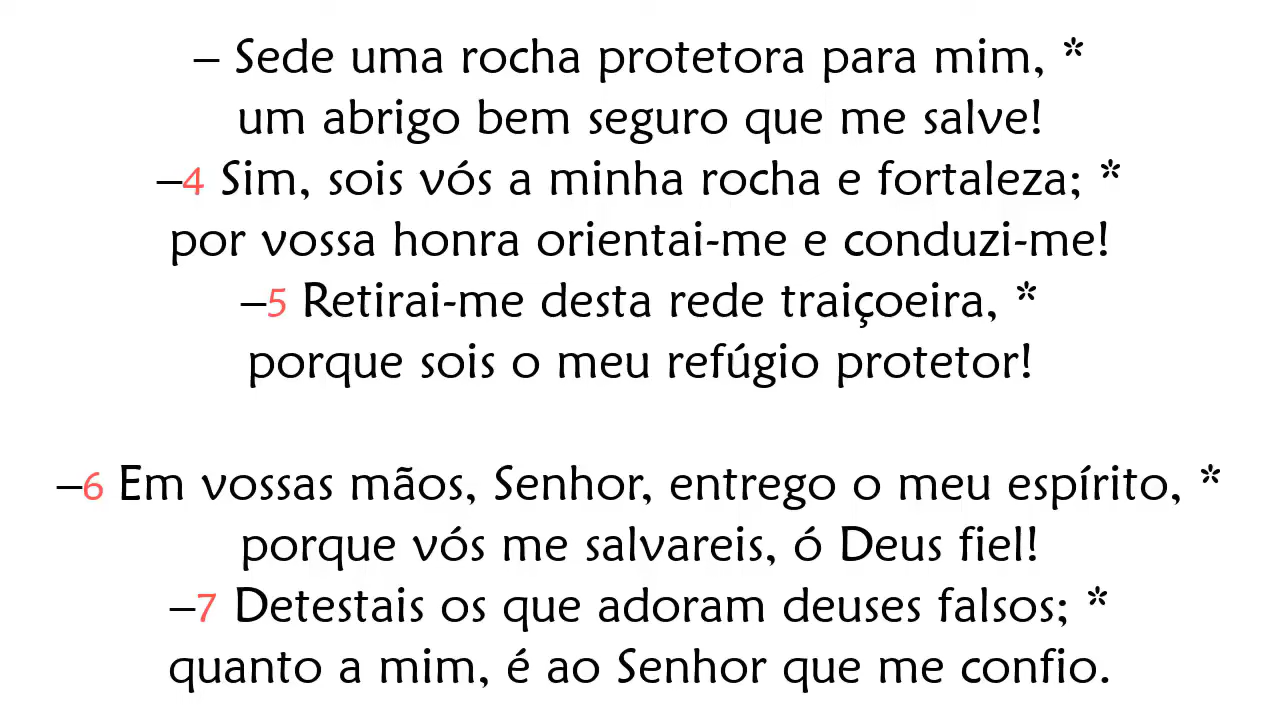 – Sede uma rocha protetora para mim, *
um abrigo bem seguro que me salve!
–4 Sim, sois vós a minha rocha e fortaleza; *
por vossa honra orientai-me e conduzi-me!
–5 Retirai-me desta rede traiçoeira, *
porque sois o meu refúgio protetor!
–6 Em vossas mãos, Senhor, entrego o meu espírito, *
porque vós me salvareis, ó Deus fiel!
–7 Detestais os que adoram deuses falsos; *
quanto a mim, é ao Senhor que me confio.